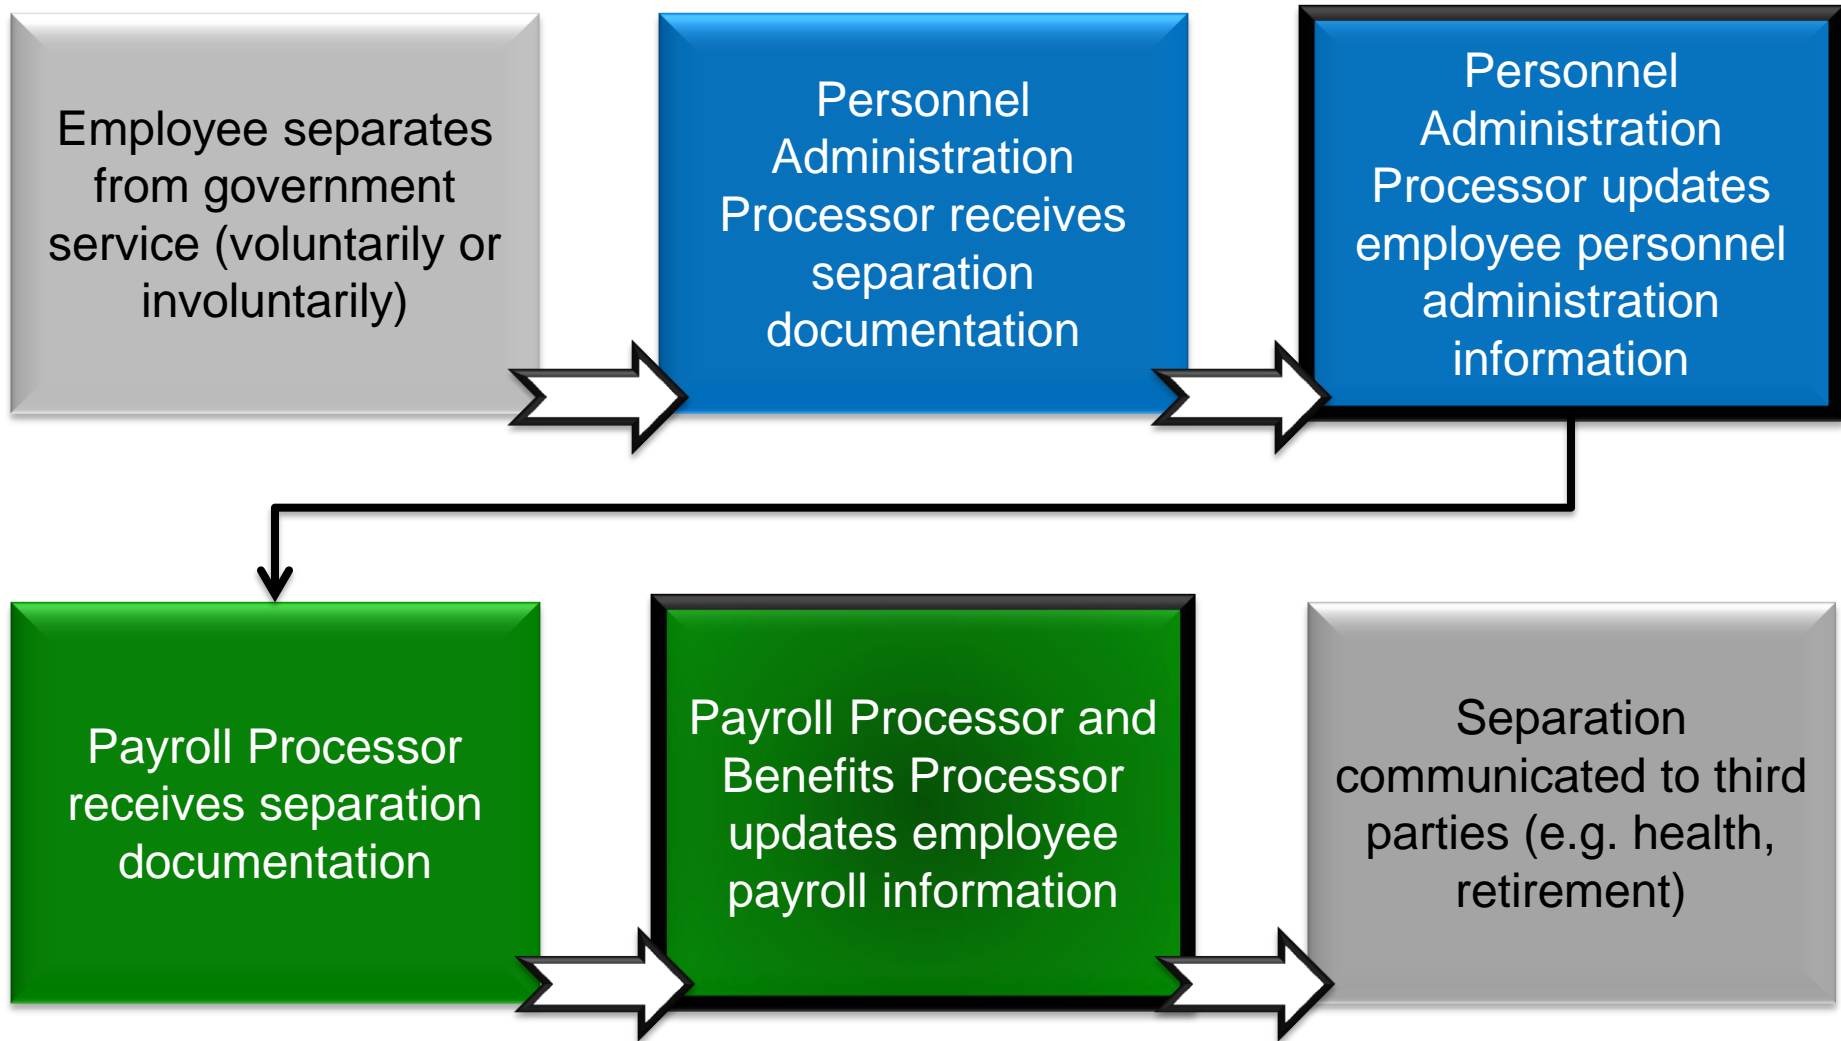 Employee separates
from government
service (voluntarily or
involuntarily)
Personnel
Administration
Processor receives
separation
documentation
Personnel
Administration
Processor updates
employee personnel
administration
information
Payroll Processor
receives separation
documentation
Payroll Processor and
Benefits Processor
updates employee
payroll information
Separation
communicated to third
parties (e.g. health,
retirement)